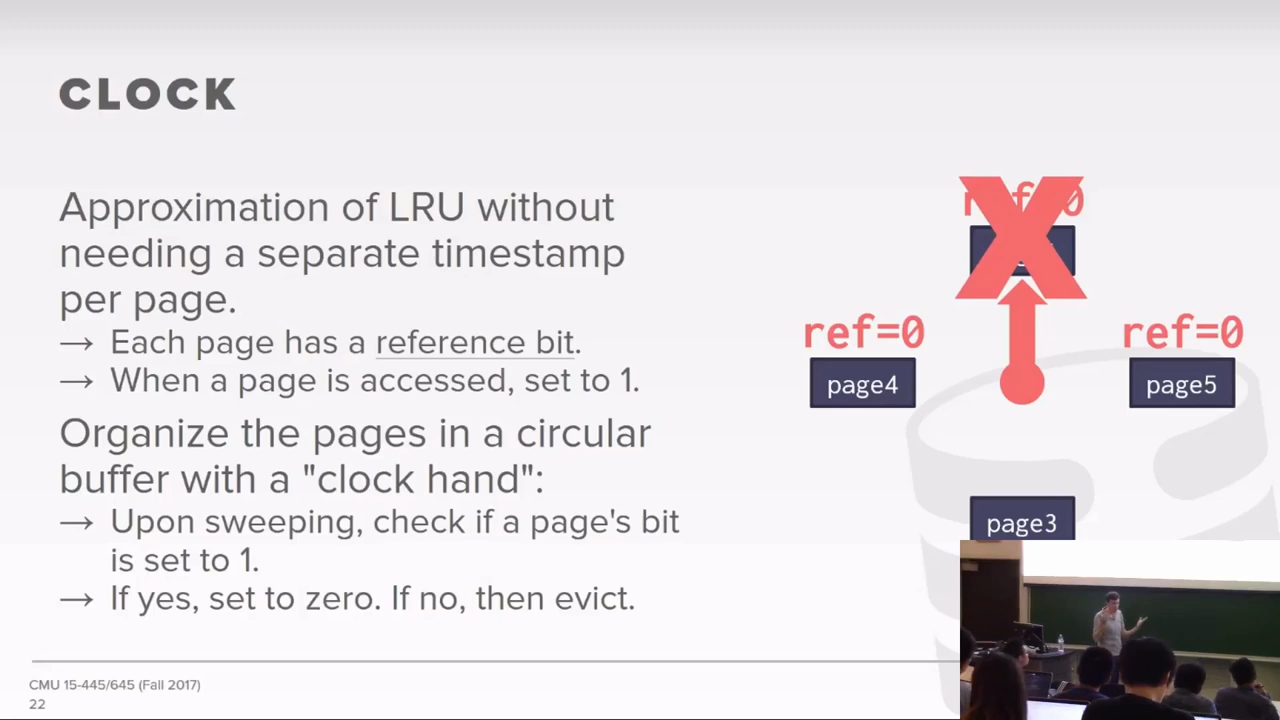 CLOCK
Approximation of LRU without
needing a separate timestamp
per page.
→ Each page has a reference bit.
→ When a page is accessed, set to 1.
Organize the pages in a circular
buffer with a "clock hand":
→ Upon sweeping, check if a page's bit
is set to 1.
→ If yes, set to zero. If no, then evict.
ref=0
page4
ref=0
page5
page3
CMU 15-445/645 (Fall 2017)
22